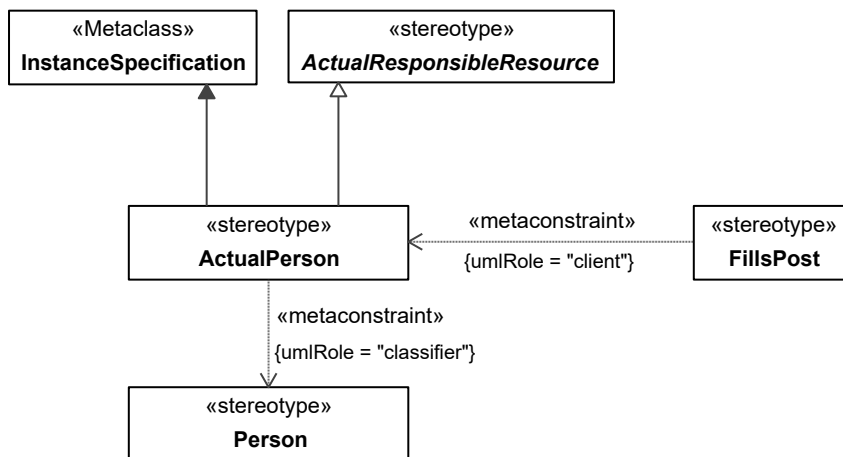 «Metaclass»
InstanceSpecification
«stereotype»
ActualResponsibleResource
«stereotype»
ActualPerson
«metaconstraint»
{umlRole = "client"}
«stereotype»
FillsPost
«metaconstraint»
{umlRole = "classifier"}
«stereotype»
Person